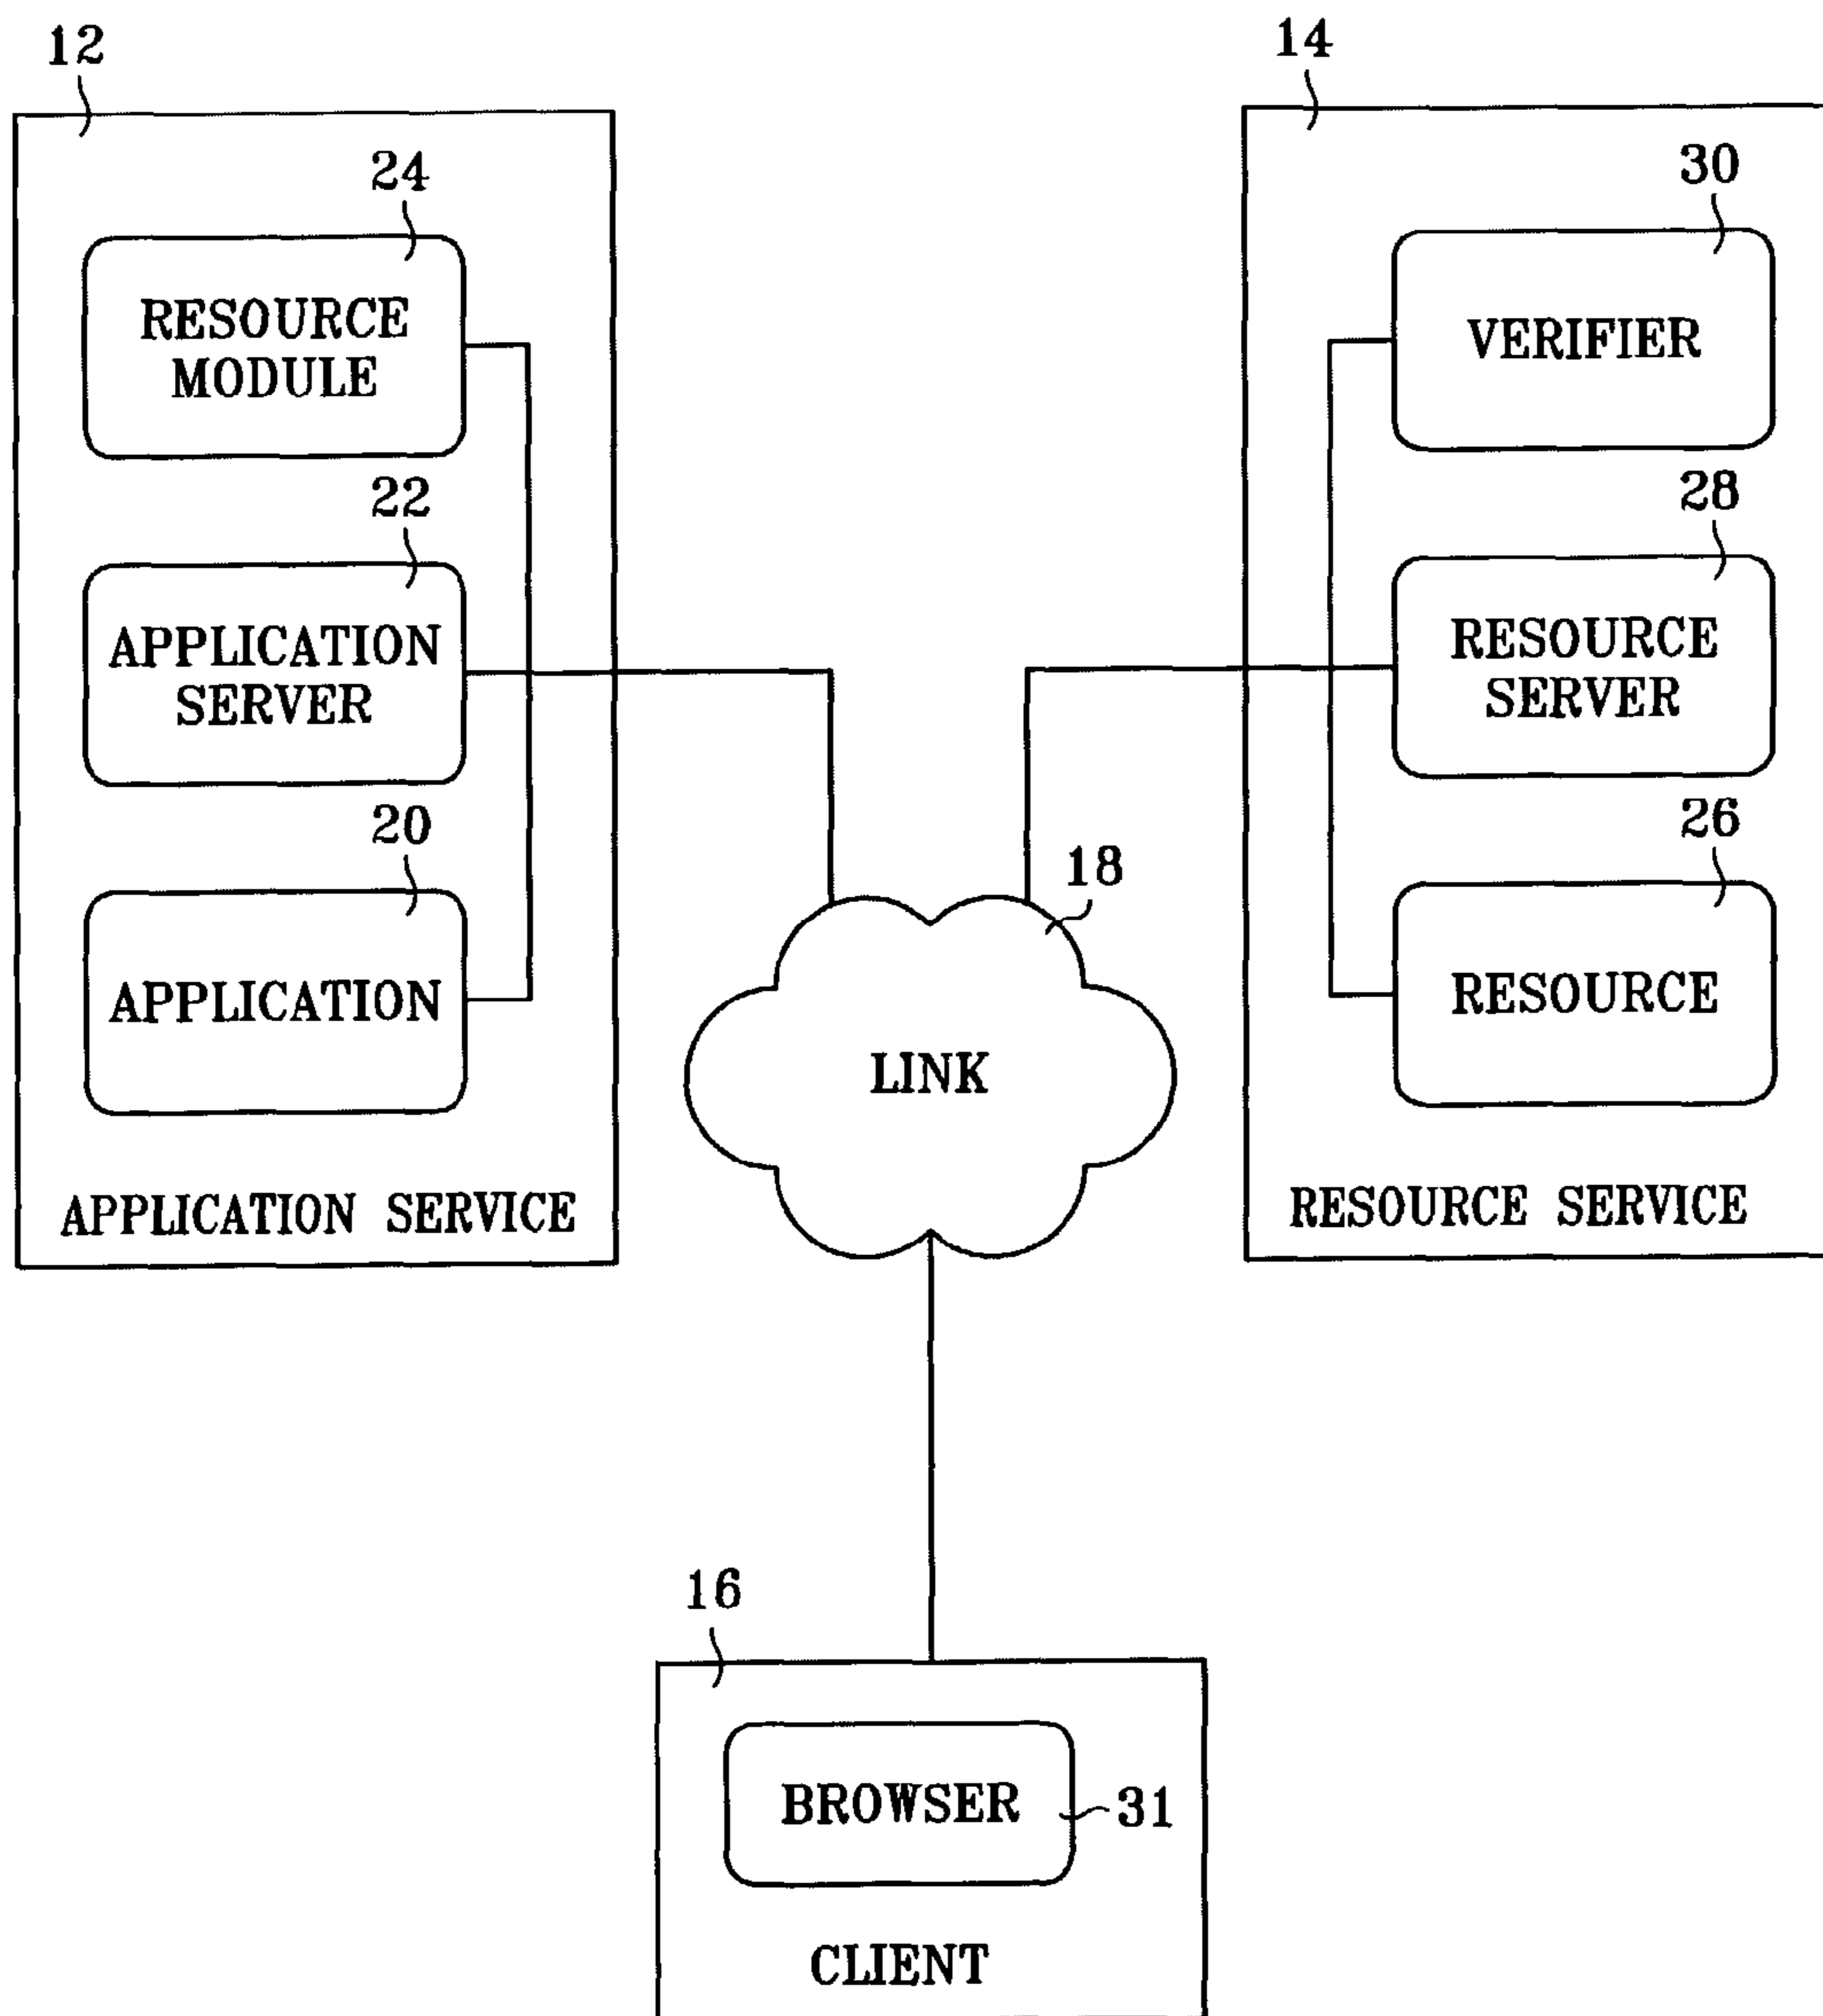 12
14
24
RESOURCE
MODULE
30
VERIFIER
22
APPLICATION
SERVER
28
RESOURCE
SERVER
20
APPLICATION
26
RESOURCE
18
LINK
APPLICATION SERVICE
RESOURCE SERVICE
16
BROWSER
31
CLIENT